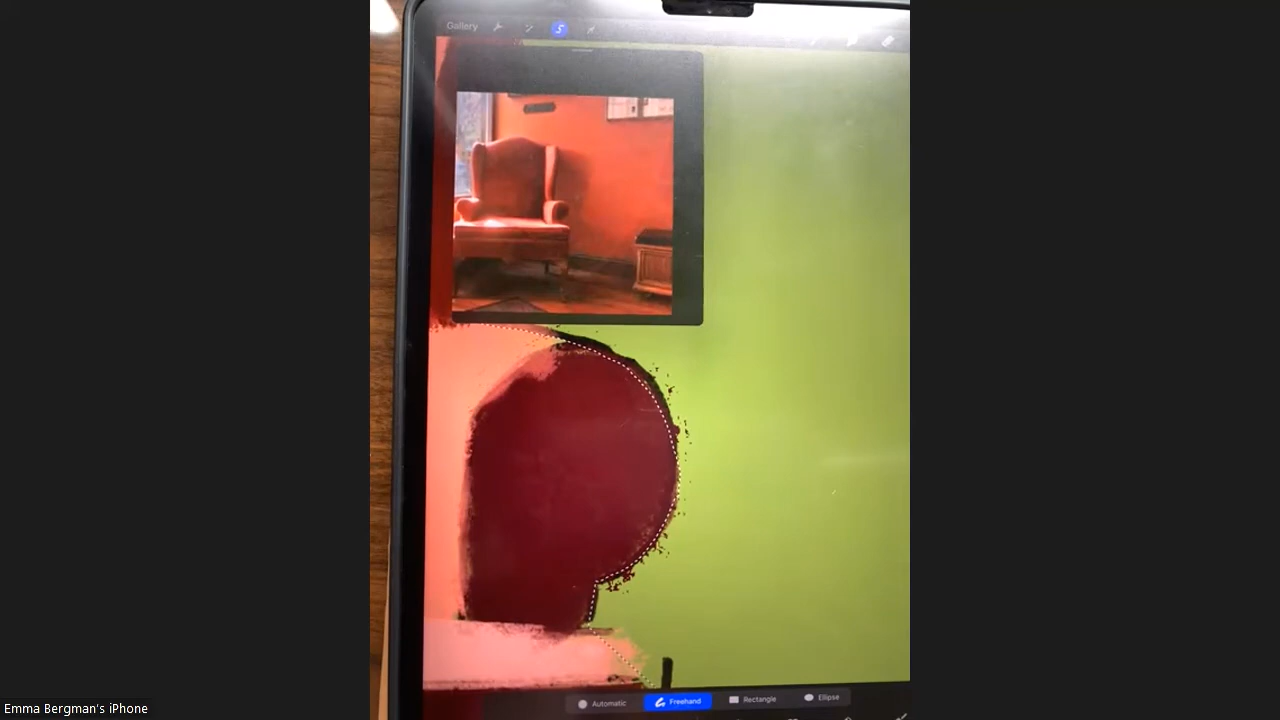 Gallery
Automatic
Freehand
Rectangle
Ellipse
Emma Bergman's iPhone